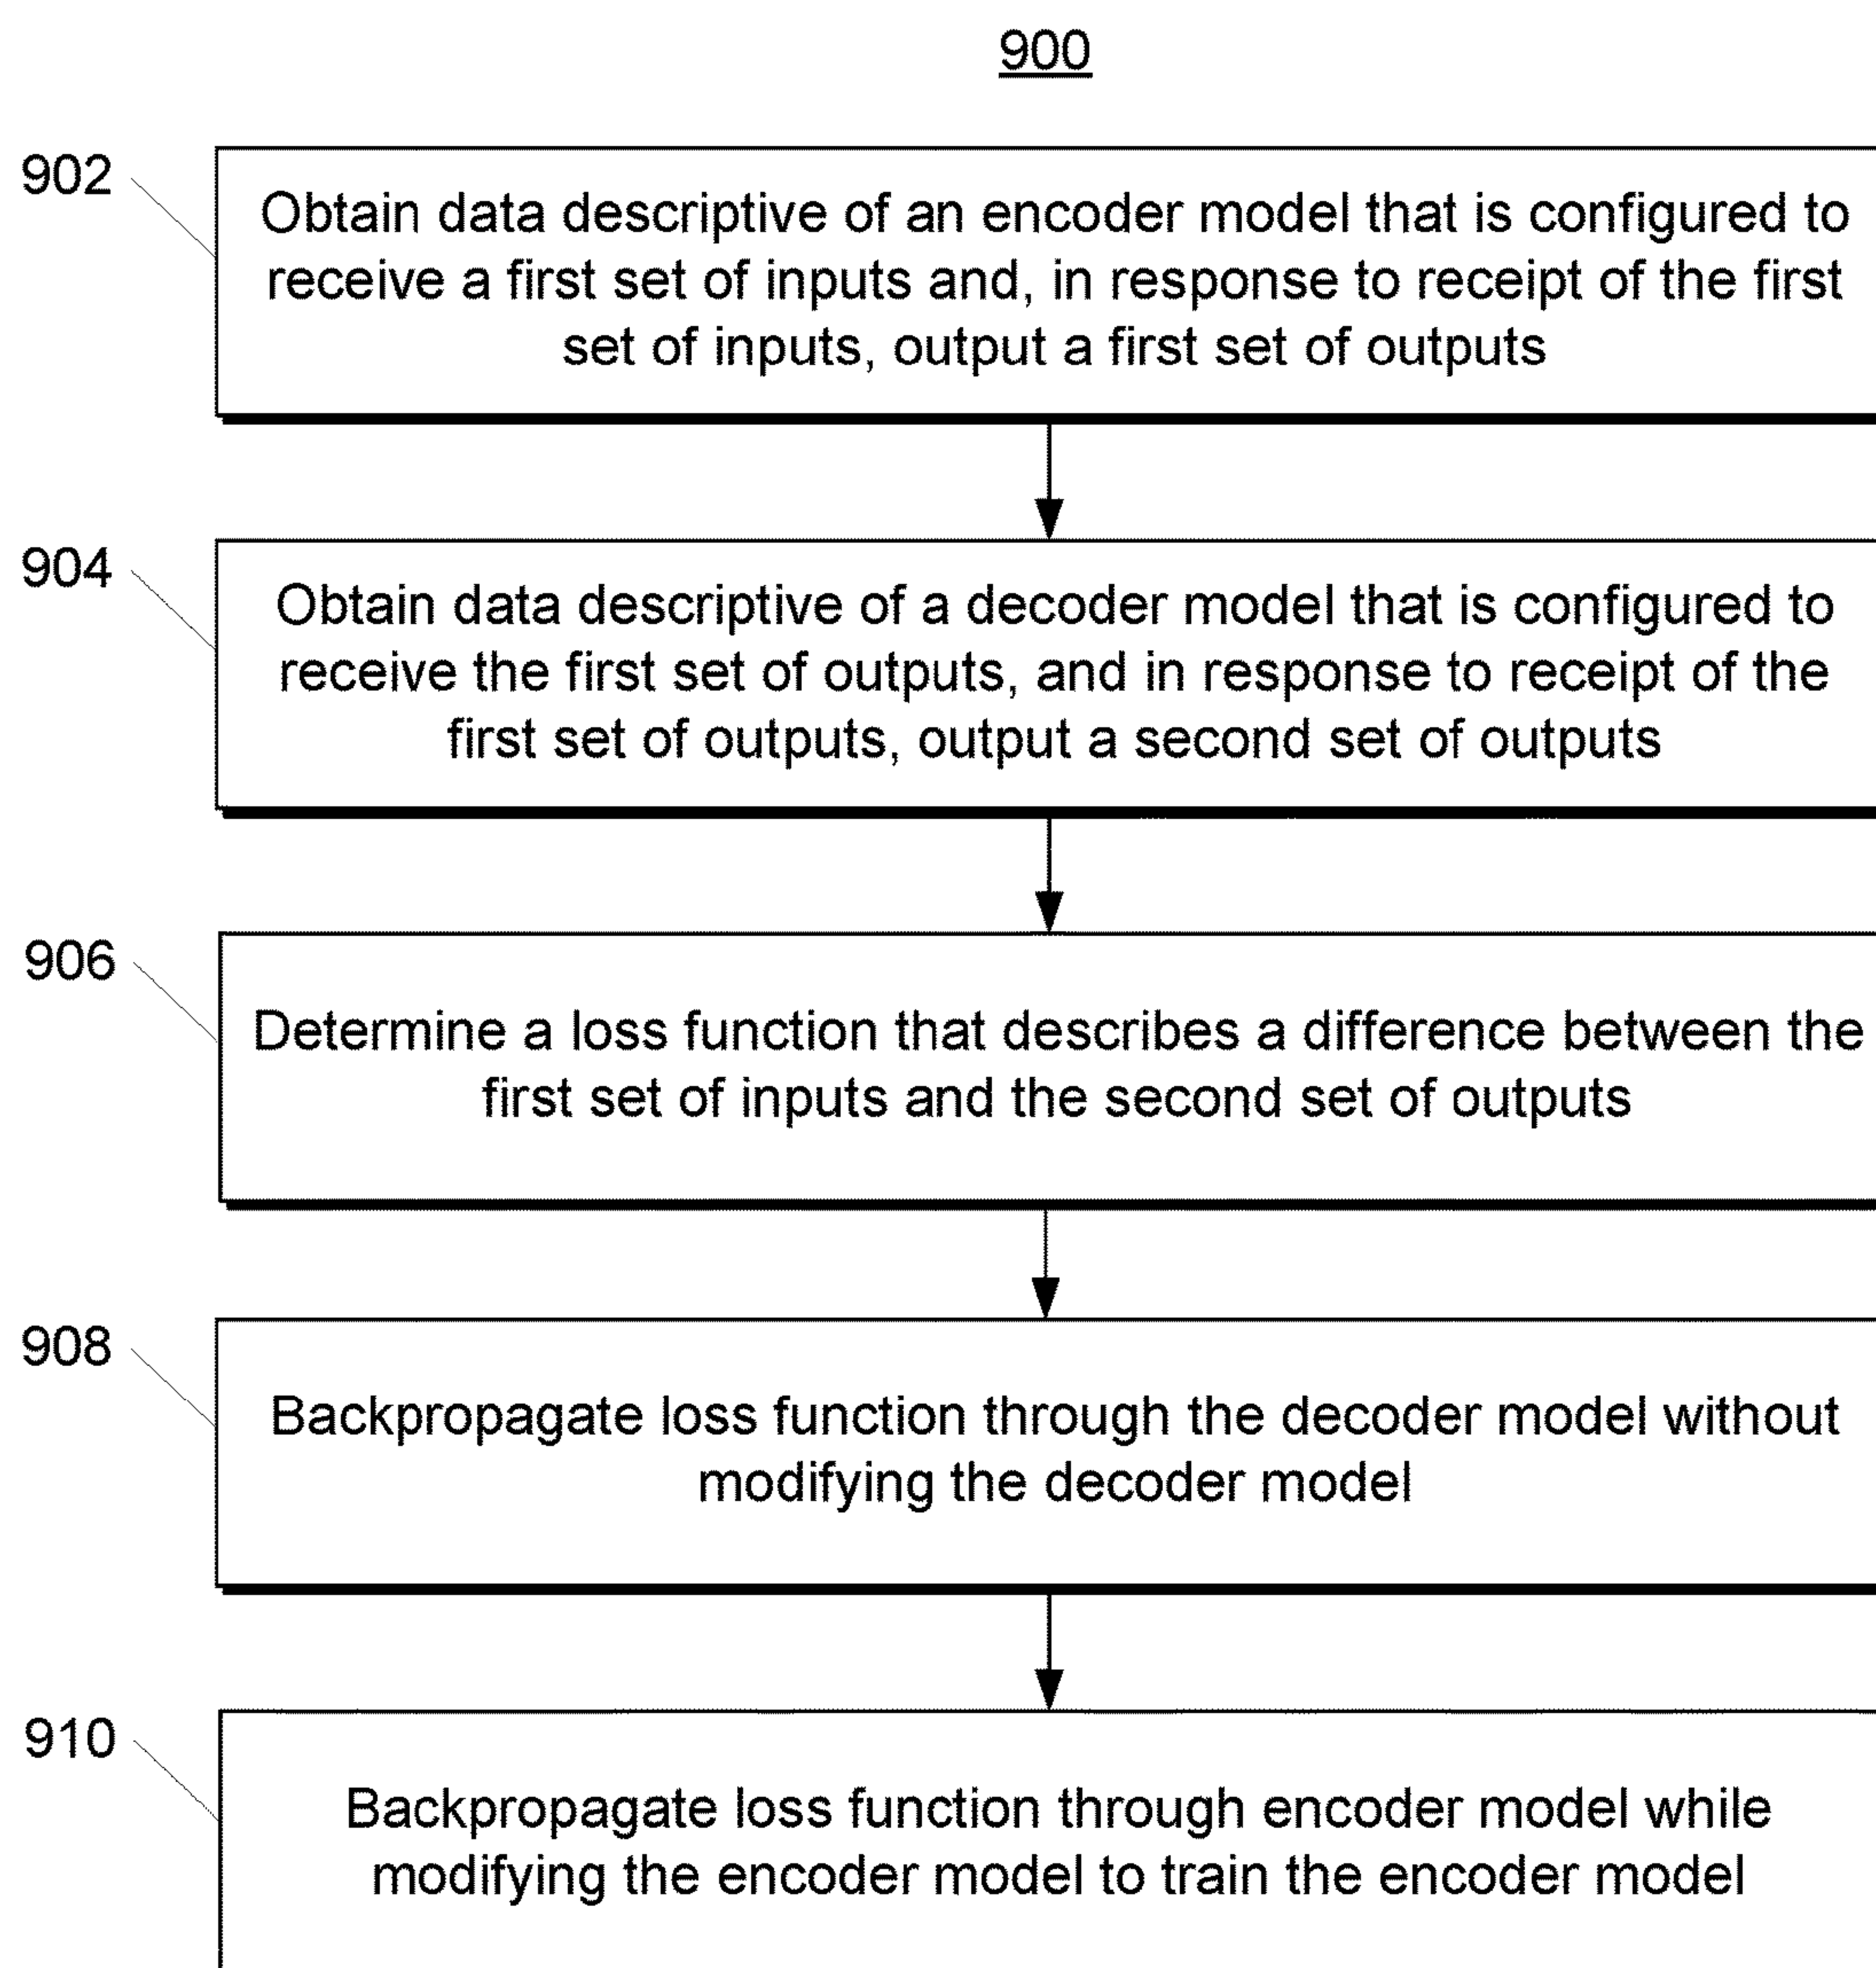 900
902
Obtain data descriptive of an encoder model that is configured to
receive a first set of inputs and, in response to receipt of the first
set of inputs, output a first set of outputs
904
Obtain data descriptive of a decoder model that is configured to
receive the first set of outputs, and in response to receipt of the
first set of outputs, output a second set of outputs
906
Determine a loss function that describes a difference between the
first set of inputs and the second set of outputs
908
Backpropagate loss function through the decoder model without
modifying the decoder model
910
Backpropagate loss function through encoder model while
modifying the encoder model to train the encoder model